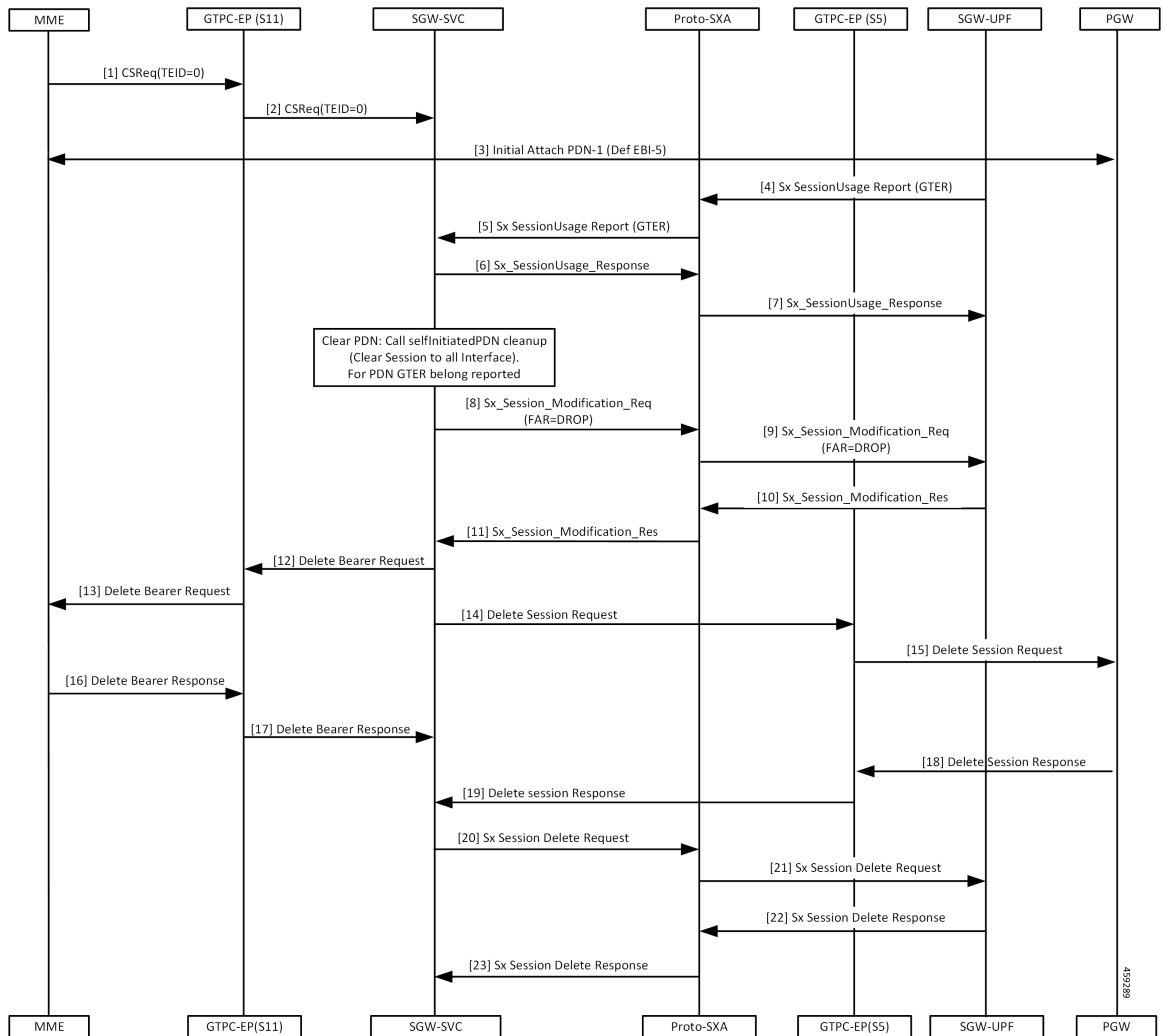 MME
GTPC-EP (S11)
SGW-SVC
Proto-SXA
GTPC-EP (S5)
SGW-UPF
PGW
[1] CSReq(TEID=0)
[2] CSReq(TEID=0)
[3] Initial Attach PDN-1 (Def EBI-5)
[4] Sx SessionUsage Report (GTER)
[5] Sx SessionUsage Report (GTER)
[6] Sx_SessionUsage_Response
[7] Sx_SessionUsage_Response
Clear PDN: Call selfInitiatedPDN cleanup
(Clear Session to all Interface).
For PDN GTER belong reported
[8] Sx_Session_Modification_Req
(FAR=DROP)
[9] Sx_Session_Modification_Req
(FAR=DROP)
[10] Sx_Session_Modification_Res
[11] Sx_Session_Modification_Res
[12] Delete Bearer Request
[13] Delete Bearer Request
[14] Delete Session Request
[15] Delete Session Request
[16] Delete Bearer Response
[17] Delete Bearer Response
[18] Delete Session Response
[19] Delete session Response
[20] Sx Session Delete Request
[21] Sx Session Delete Request
[22] Sx Session Delete Response
[23] Sx Session Delete Response
459289
MME
GTPC-EP(S11)
SGW-SVC
Proto-SXA
GTPC-EP(S5)
SGW-UPF
PGW